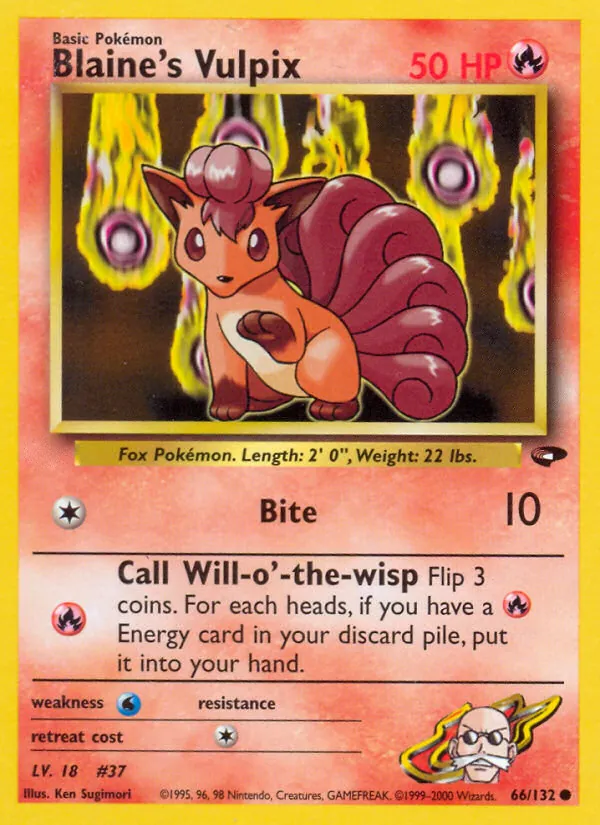 Basic Pokémon
Blaine's Vulpix 50 HP
Fox Pokémon. Length: 2' 0", Weight: 22 lbs.
Bite 10
Call Will-o'-the-wisp Flip 3
coins. For each heads, if you have a
Energy card in your discard pile, put
it into your hand.
weakness resistance
retreat cost
LV. 18 #37
Illus. Ken Sugimori ©1995, 96, 98 Nintendo, Creatures, GAMEFREAK. ©1999-2000 Wizards. 66/132